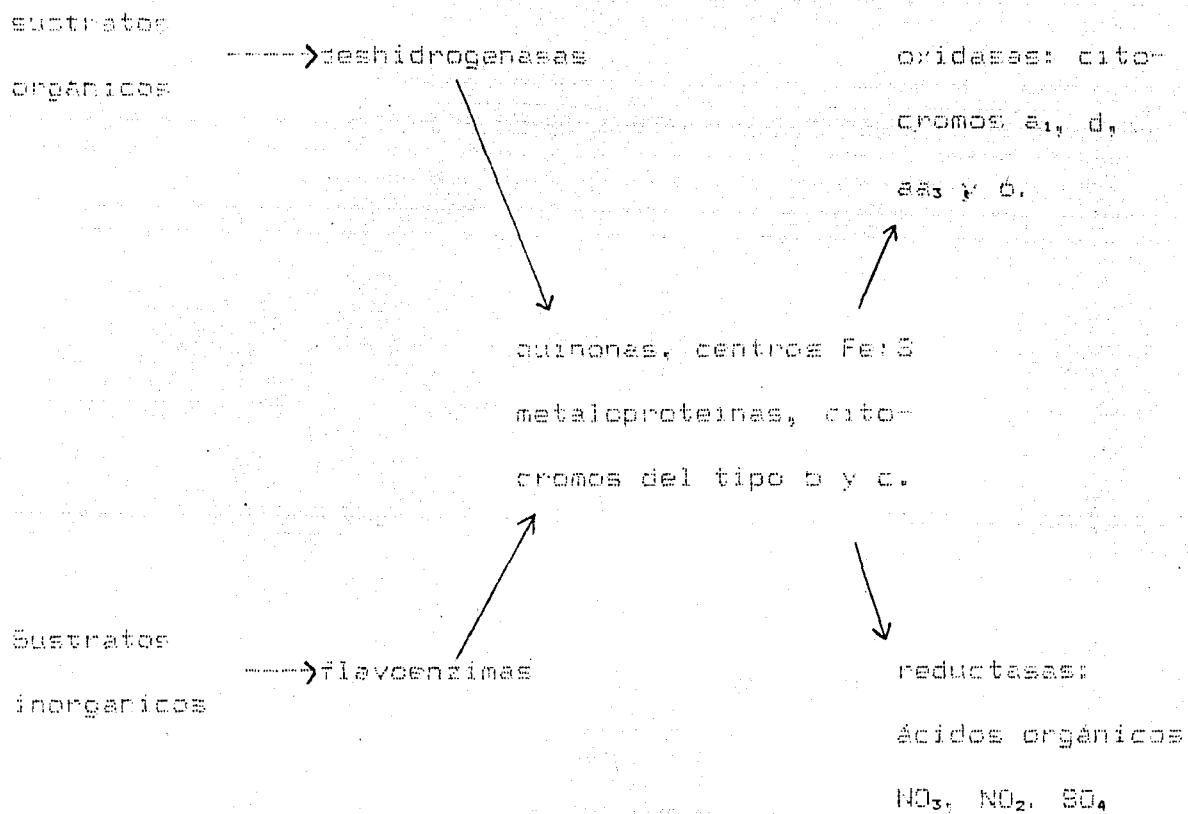 sustratos
orgánicos
----->deshidrogenasas
oxidasas: cito-
cromos a₁, d,
aa₃ y o.
quinonas, centros Fe:S
metaloproteinas, cito-
cromos del tipo b y c.
Sustratos
inorganicos
----->flavoenzimas
reductasas:
Ácidos orgánicos
NO₃, NO₂, SO₄